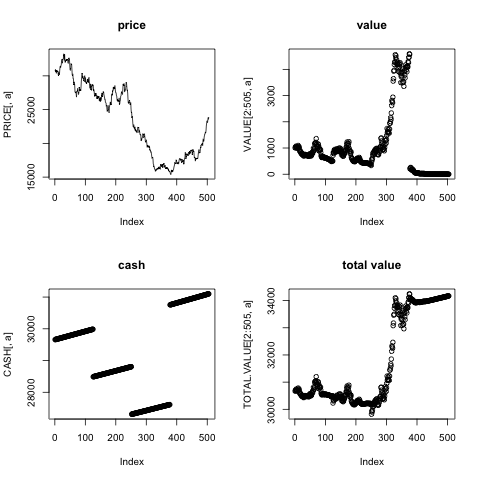 price
PRICE[, a]
15000
25000
0
100
200
300
400
500
Index
value
VALUE[2:505, a]
0
1000
3000
0
100
200
300
400
500
Index
cash
CASH[, a]
28000
30000
0
100
200
300
400
500
Index
total value
TOTAL.VALUE[2:505, a]
30000
32000
34000
0
100
200
300
400
500
Index